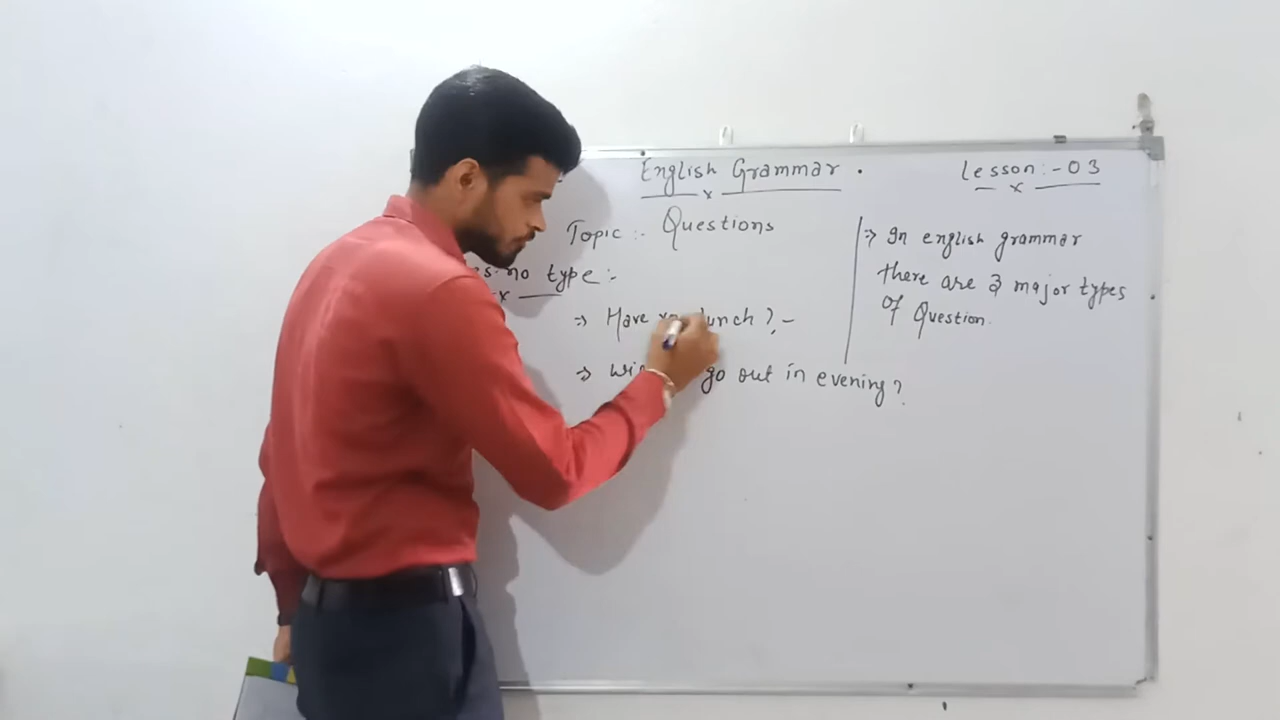 English Grammar .
Lesson :- 03
Topic :- Questions
no type :-
⇒ Have lunch ? -
⇒ go out in evening ?
⇒ In english grammar
there are 3 major types
Of Question.